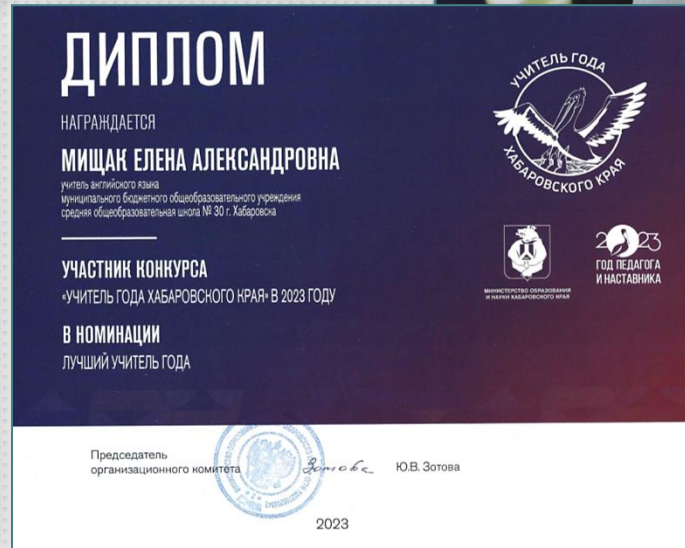 ДИПЛОМ
НАГРАЖДАЕТСЯ
МИЩАК ЕЛЕНА АЛЕКСАНДРОВНА
учитель английского языка
муниципального бюджетного общеобразовательного учреждения
средняя общеобразовательная школа № 30 г. Хабаровска
УЧАСТНИК КОНКУРСА
«УЧИТЕЛЬ ГОДА ХАБАРОВСКОГО КРАЯ» В 2023 ГОДУ
В НОМИНАЦИИ
ЛУЧШИЙ УЧИТЕЛЬ ГОДА
УЧИТЕЛЬ ГОДА
ХАБАРОВСКОГО КРАЯ
МИНИСТЕРСТВО ОБРАЗОВАНИЯ
И НАУКИ ХАБАРОВСКОГО КРАЯ
2023
ГОД ПЕДАГОГА
И НАСТАВНИКА
Председатель
организационного комитета
Зотова
Ю.В. Зотова
2023